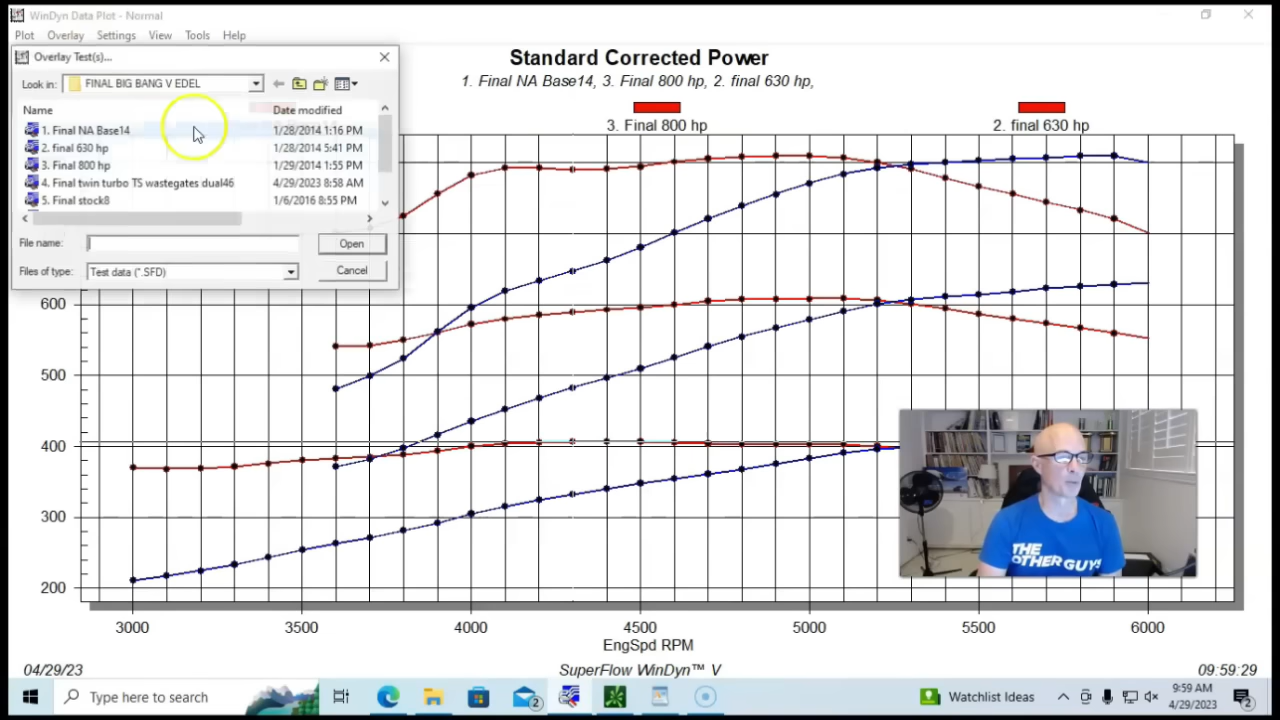 WinDyn Data Plot - Normal
Plot Overlay Settings View Tools Help
Overlay Test(s)...
Look in: FINAL BIG BANG V EDEL
Name Date modified
1. Final NA Base14 1/28/2014 1:16 PM
2. final 630 hp 1/28/2014 5:41 PM
3. Final 800 hp 1/29/2014 1:55 PM
4. Final twin turbo TS wastegates dual46 4/29/2023 8:58 AM
5. Final stock8 1/6/2016 8:55 PM
File name: Open
Files of type: Test data (*.SFD) Cancel
Standard Corrected Power
1. Final NA Base14, 3. Final 800 hp, 2. final 630 hp,
3. Final 800 hp 2. final 630 hp
600
500
400
300
200
3000 3500 4000 4500 5000 5500 6000
EngSpd RPM
THE
OTHER GUYS
04/29/23 SuperFlow WinDyn™ V 09:59:29
Type here to search 2 Watchlist Ideas 9:59 AM
4/29/2023 2